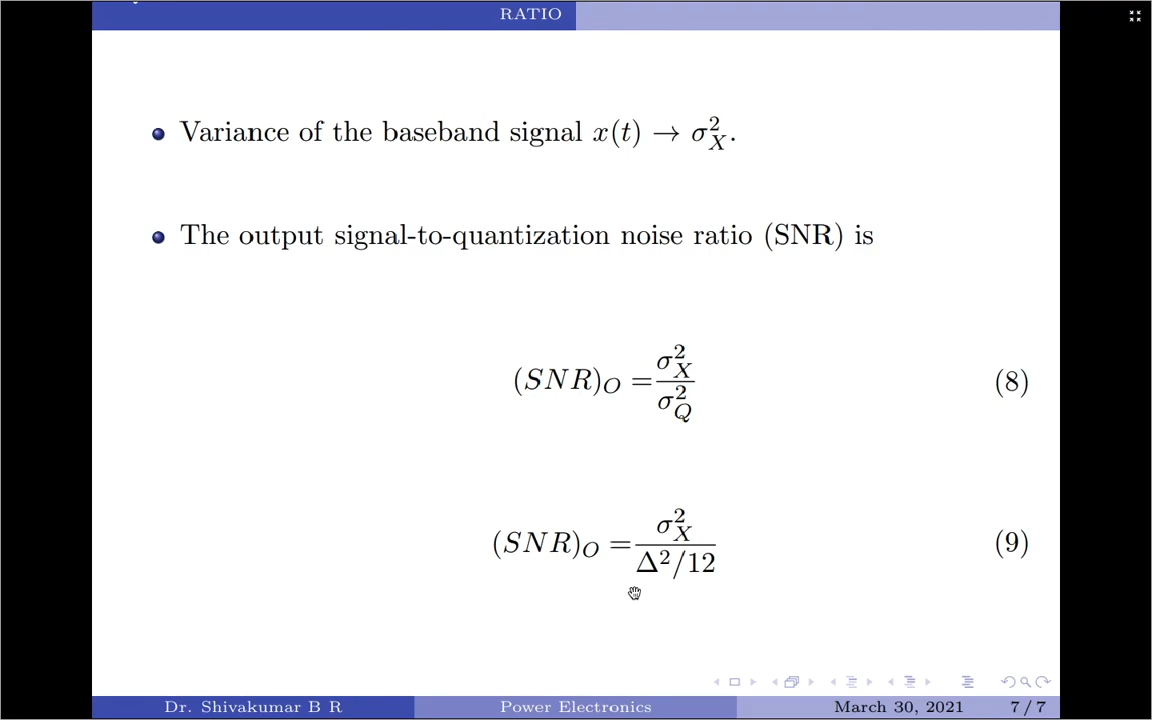 RATIO
Variance of the baseband signal x(t) → σ²_X.
The output signal-to-quantization noise ratio (SNR) is
(SNR)_O = σ²_X / σ²_Q (8)
(SNR)_O = σ²_X / Δ²/12 (9)
Dr. Shivakumar B R Power Electronics March 30, 2021 7 / 7